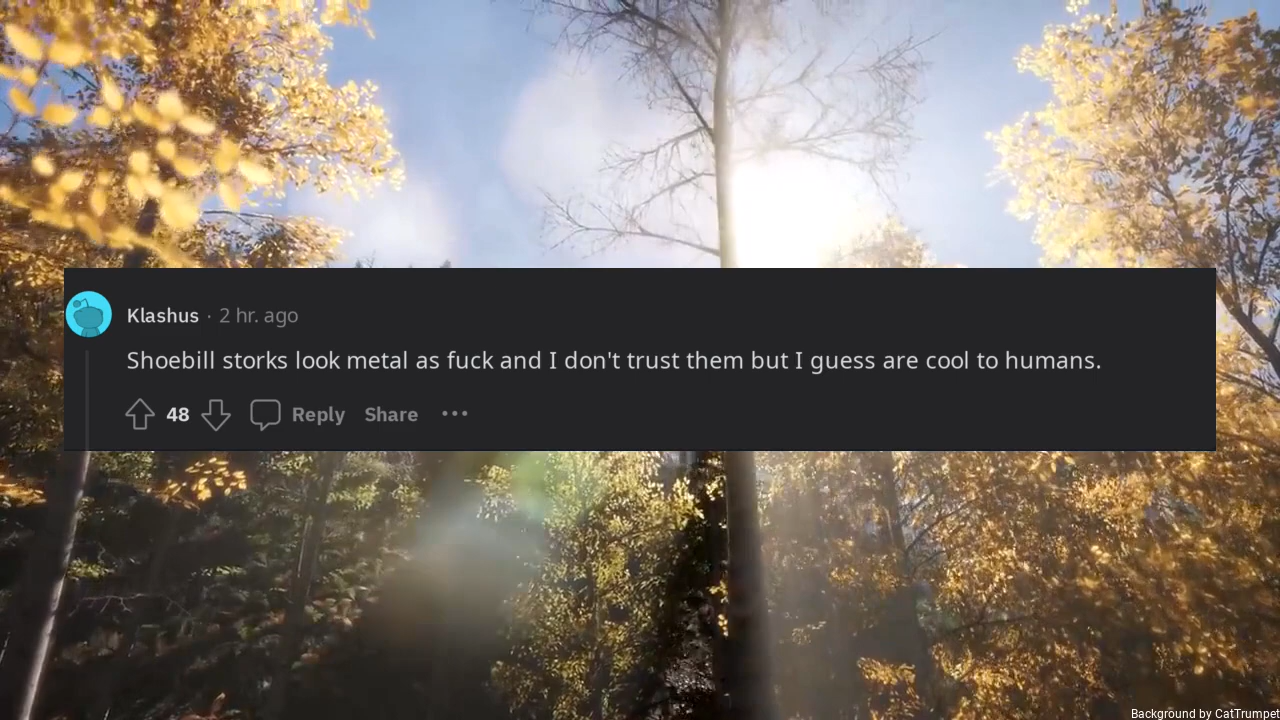 Klashus · 2 hr. ago
Shoebill storks look metal as fuck and I don't trust them but I guess are cool to humans.
48 Reply Share •••
Background by CatTrumpet